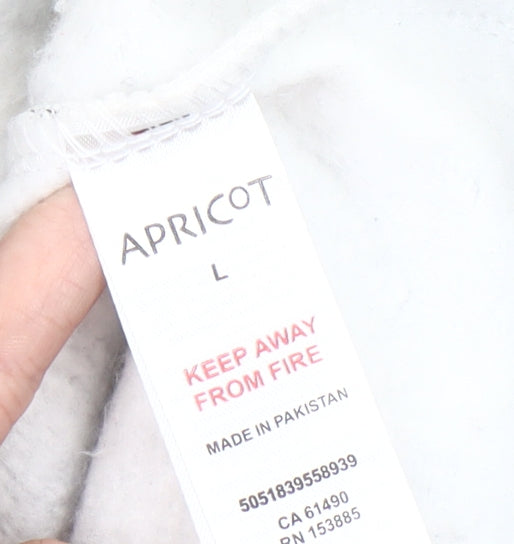 APRICOT
L
KEEP AWAY
FROM FIRE
MADE IN PAKISTAN
5051839558939
CA 61490
RN 153885